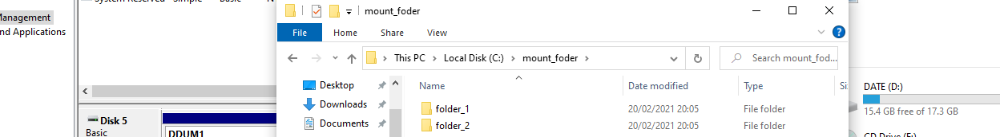 System Reserved Simple Basic N
Management
nd Applications
Disk 5
Basic
DDUM1
mount_foder
File Home Share View
This PC Local Disk (C:) mount_foder
Search mount_fod...
Desktop
Downloads
Documents
Name Date modified Type Si
folder_1 20/02/2021 20:05 File folder
folder_2 20/02/2021 20:05 File folder
DATE (D:)
15.4 GB free of 17.3 GB
CD Drive (F:)